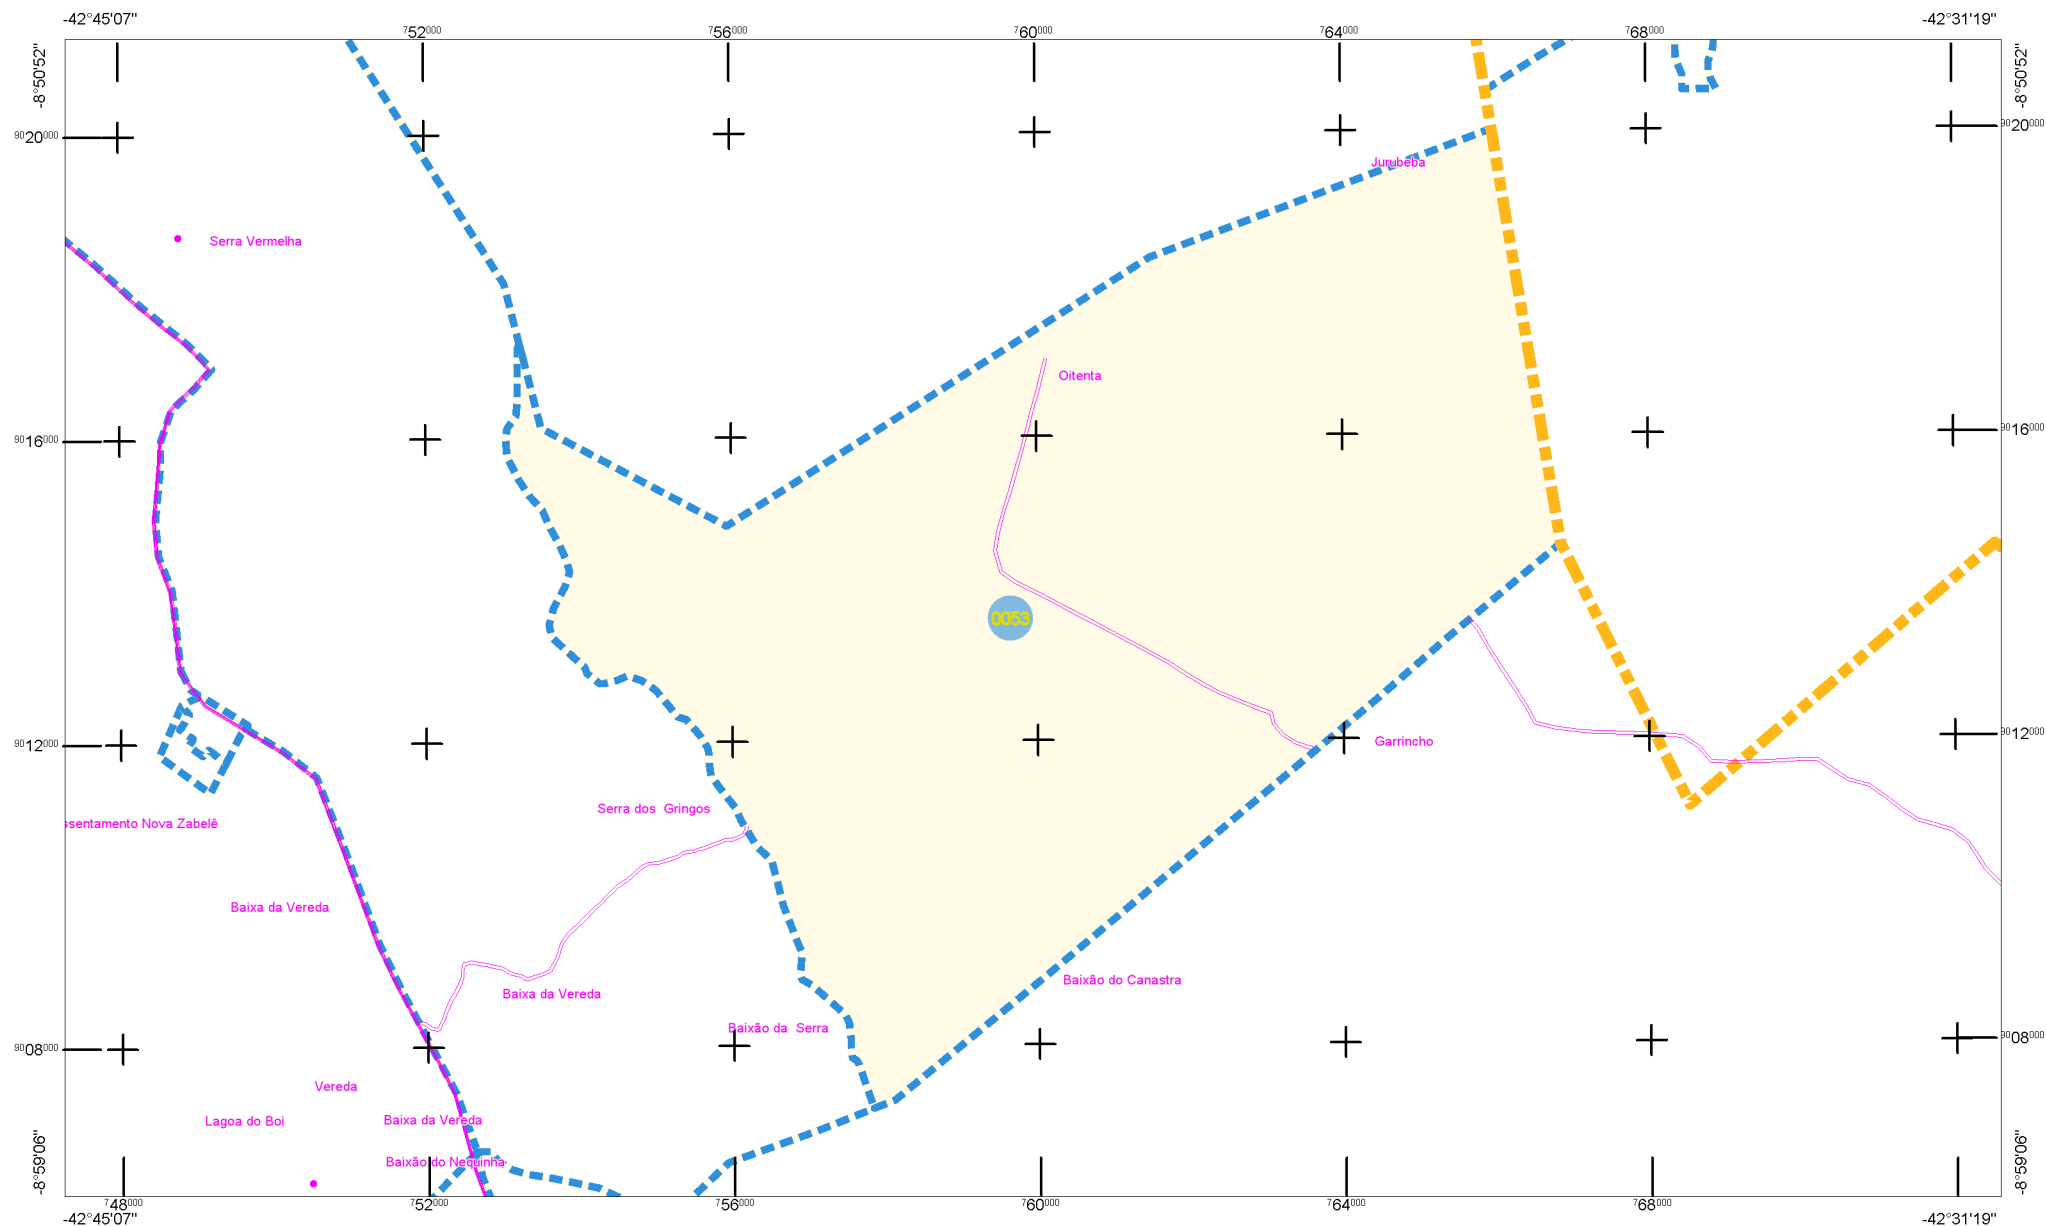 -42°45'07" -42°31'19"
752000 756000 760000 764000 768000
-8°50'52" -8°50'52"
9020000 9020000
Jurubeba
Serra Vermelha
Oitenta
9016000 9016000
0053
9012000 Garrincho 9012000
Serra dos Gringos
ssentamento Nova Zabelê
Baixa da Vereda
Baixão do Canastra
Baixa da Vereda
Baixão da Serra
9008000 9008000
Vereda
Lagoa do Boi Baixa da Vereda
Baixão do Nequinha
-8°59'06" -8°59'06"
748000 752000 756000 760000 764000 768000
-42°45'07" -42°31'19"